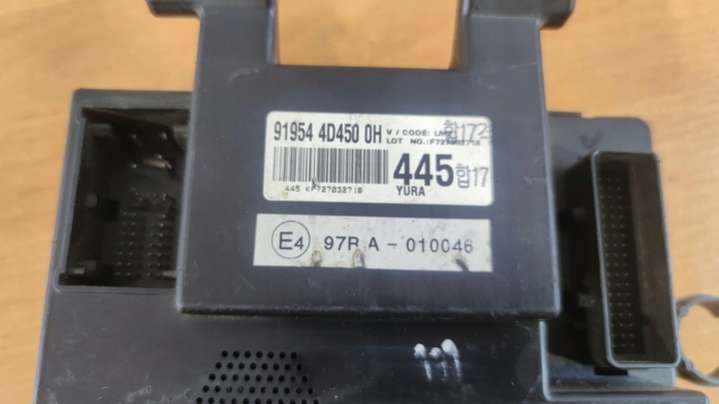 91954 4D450 0H
V / CODE:
LOT NO.:
445
합17
445
YURA
E4 97R A - 010046